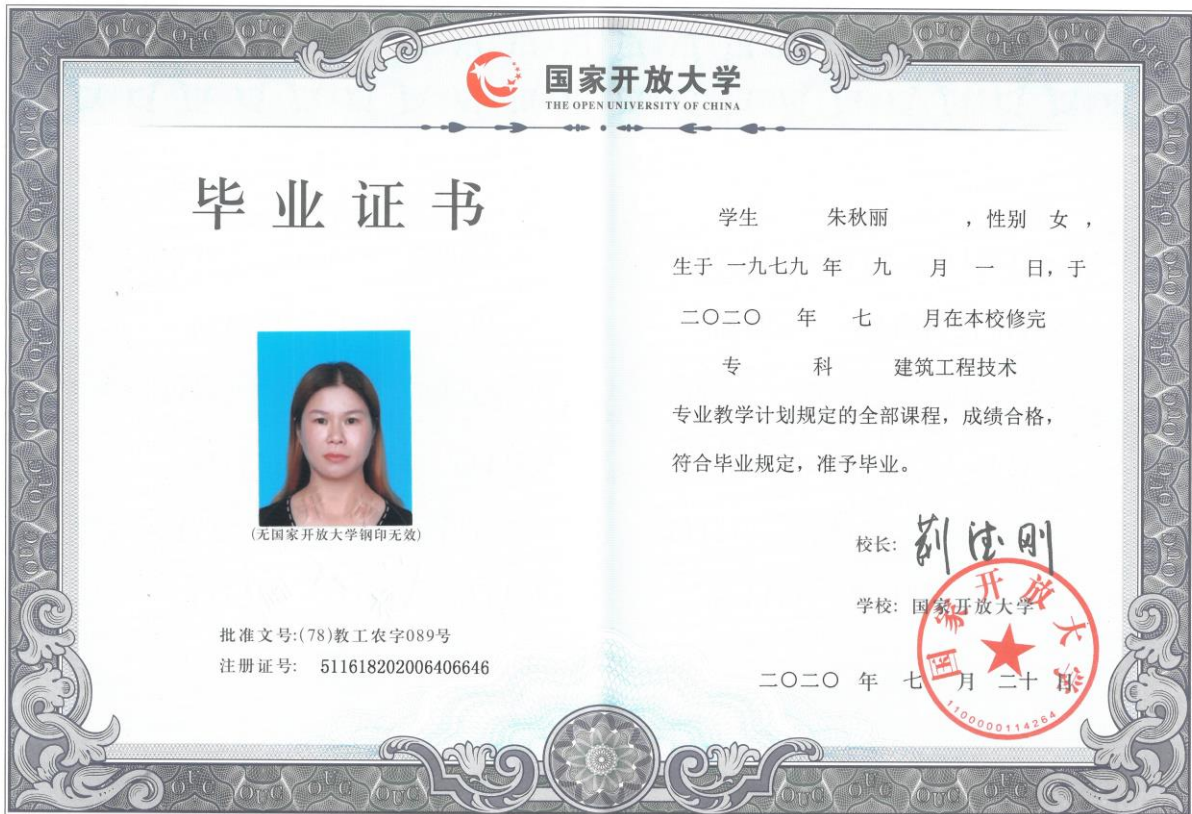 国家开放大学
THE OPEN UNIVERSITY OF CHINA
毕业证书
(无国家开放大学钢印无效)
批准文号:(78)教工农字089号
注册证号: 511618202006406646
学生 朱秋丽 ，性别 女 ，
生于 一九七九 年 九 月 一 日，于
二〇二〇 年 七 月在本校修完
专 科 建筑工程技术
专业教学计划规定的全部课程，成绩合格，
符合毕业规定，准予毕业。
校长:
学校: 国家开放大学
二〇二〇 年 七 月 二十 日
国家开放大学
1100000114264